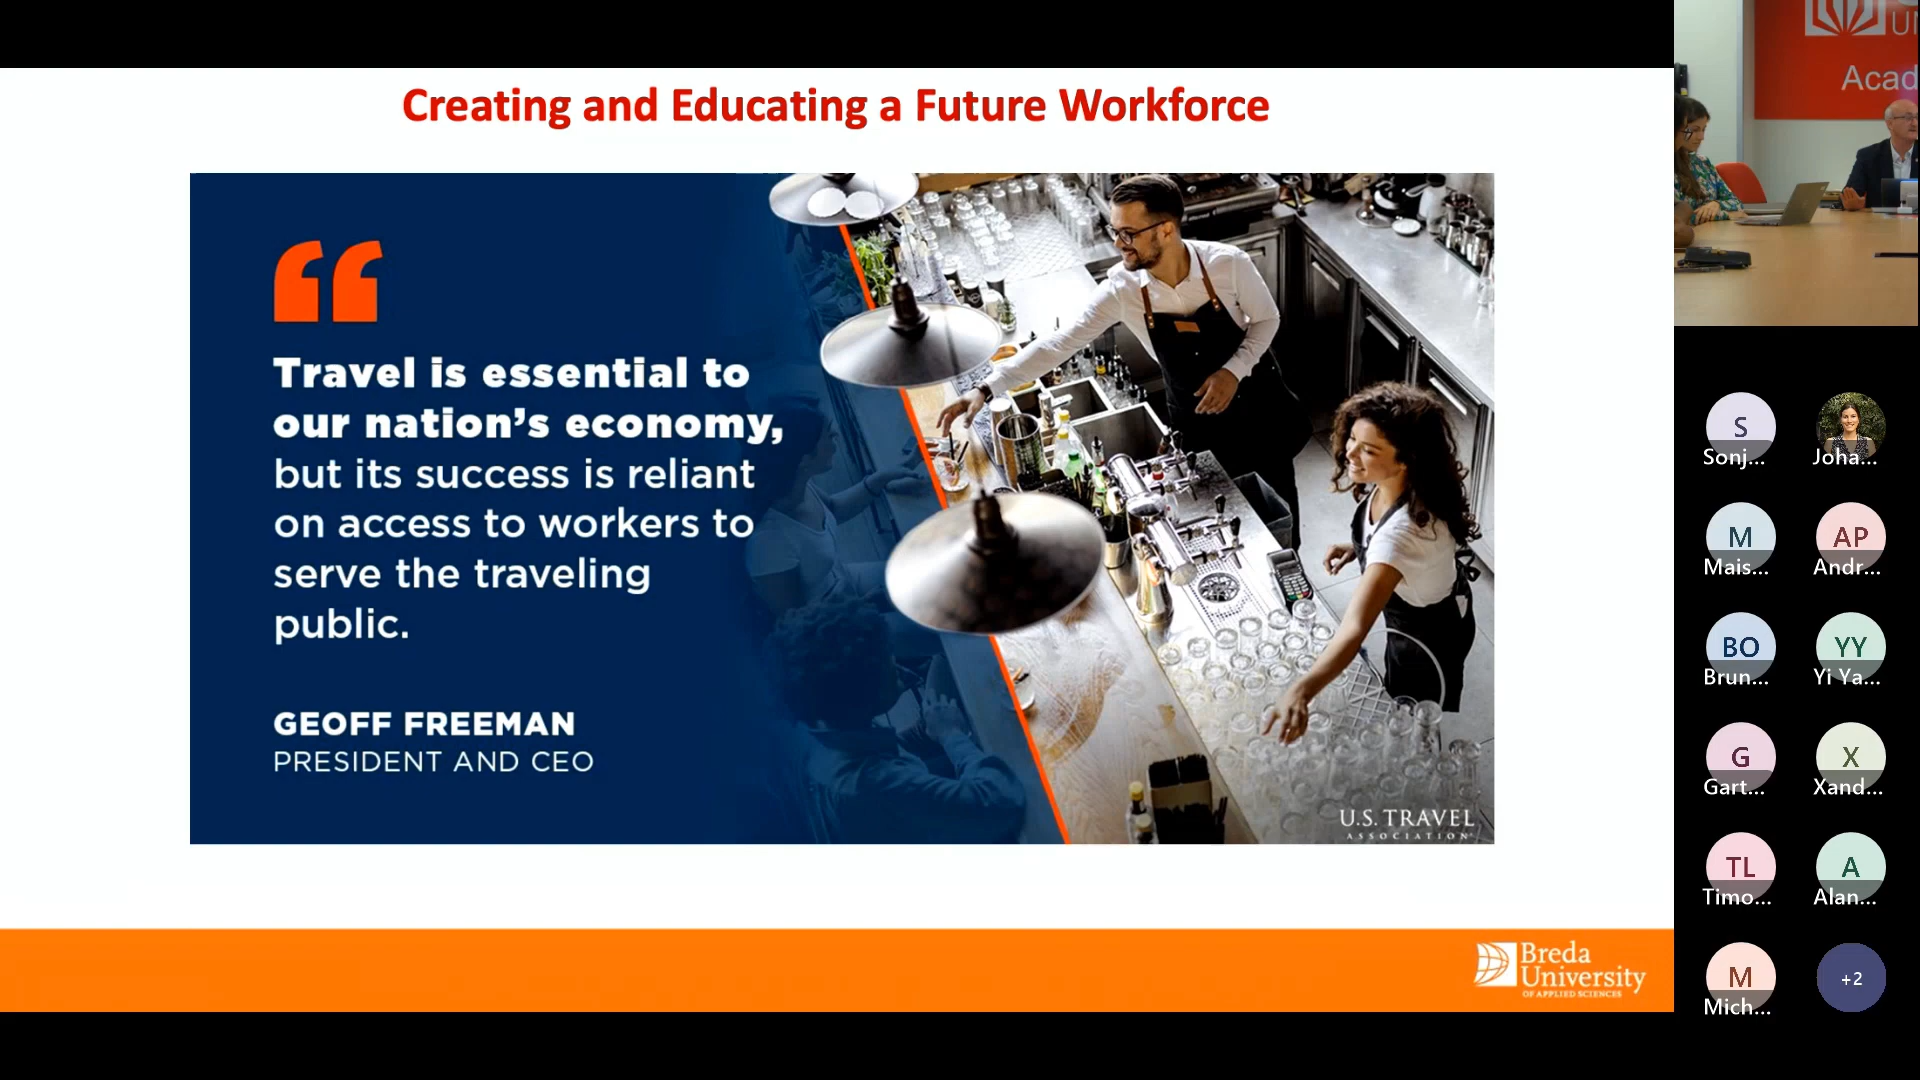 Creating and Educating a Future Workforce
Travel is essential to
our nation's economy,
but its success is reliant
on access to workers to
serve the traveling
public.
GEOFF FREEMAN
PRESIDENT AND CEO
U.S. TRAVEL
ASSOCIATION
Breda
University
OF APPLIED SCIENCES
UN
Acad
S
Sonj...
Joha...
M
Mais...
AP
Andr...
BO
Brun...
YY
Yi Ya...
G
Gart...
X
Xand...
TL
Timo...
A
Alan...
M
Mich...
+2